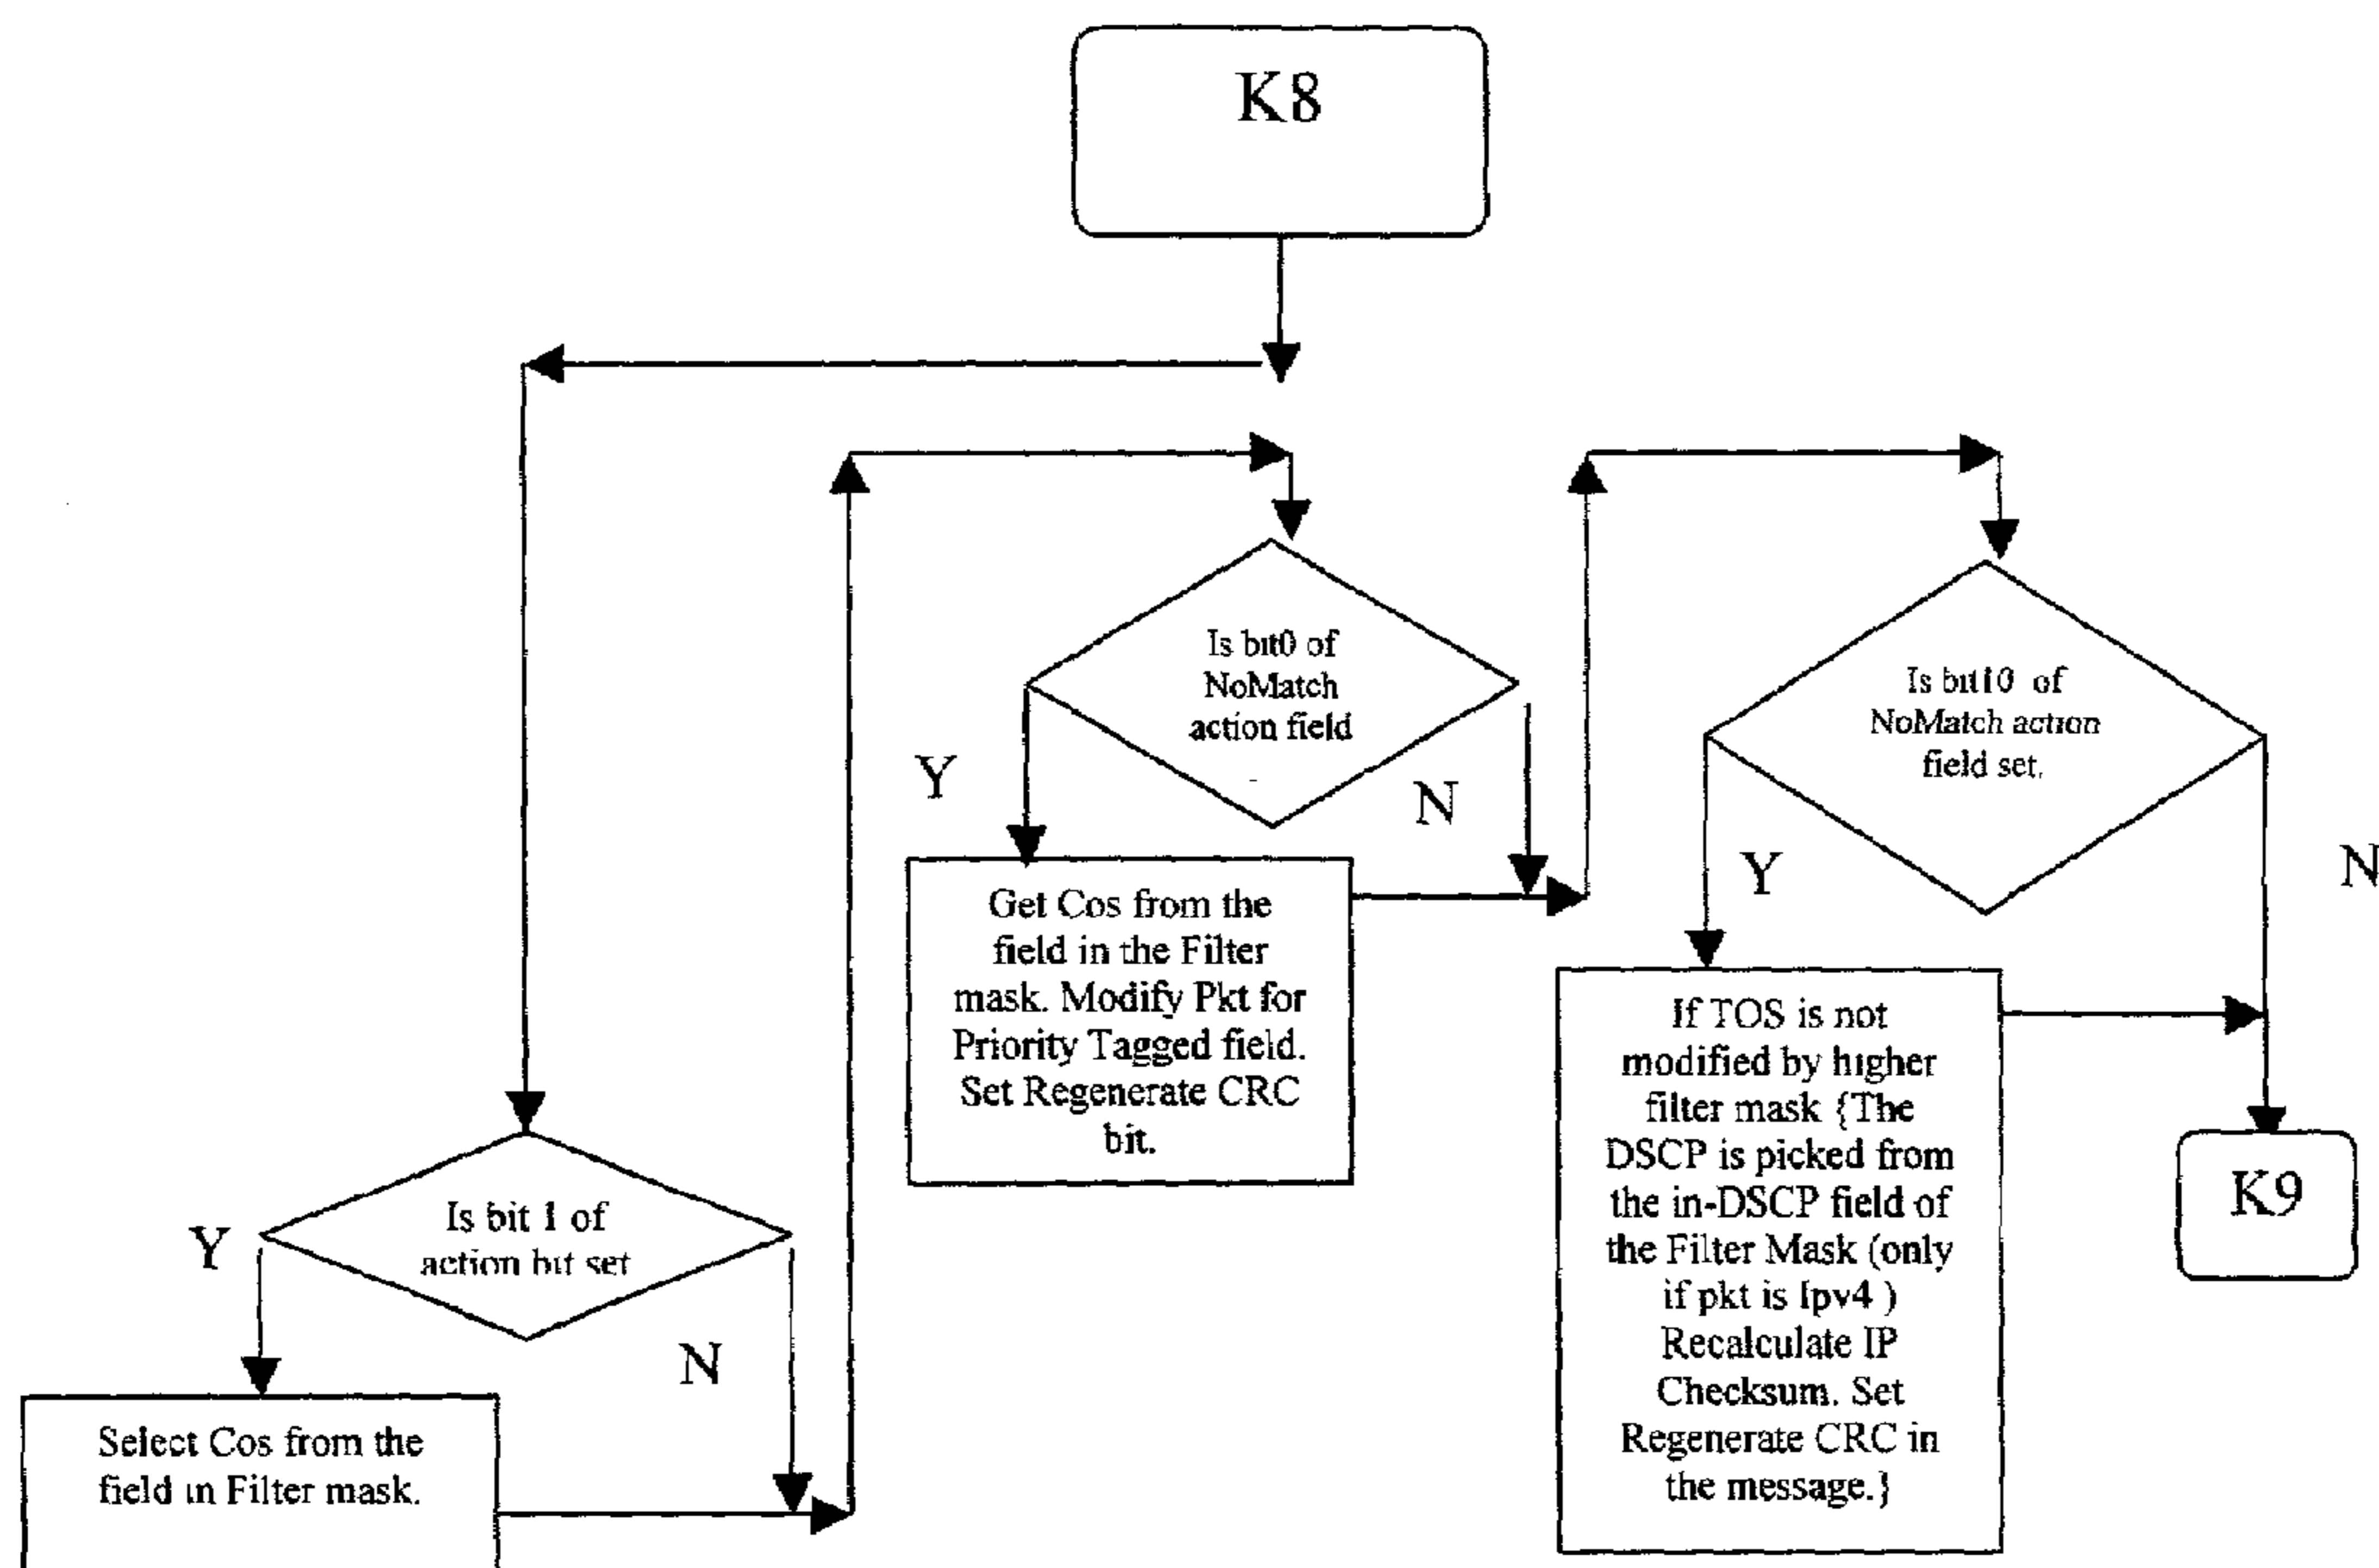 K8
Is bit0 of
NoMatch
action field
Y
N
Get Cos from the
field in the Filter
mask. Modify Pkt for
Priority Tagged field.
Set Regenerate CRC
bit.
Is bit10 of
NoMatch action
field set.
Y
N
If TOS is not
modified by higher
filter mask {The
DSCP is picked from
the in-DSCP field of
the Filter Mask (only
if pkt is Ipv4 )
Recalculate IP
Checksum. Set
Regenerate CRC in
the message.}
K9
Is bit 1 of
action bit set
Y
N
Select Cos from the
field in Filter mask.